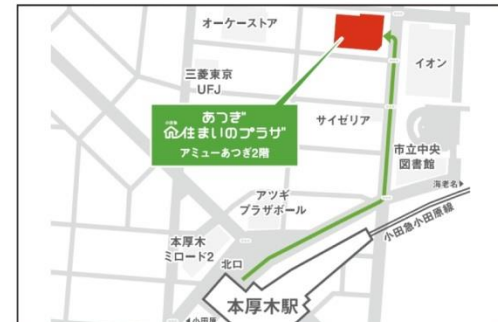 オーケーストア
イオン
三菱東京
UFJ
サイゼリア
あつぎ
住まいのプラザ
アミューあつぎ2階
市立中央
図書館
海老名▶
アツギ
プラザボール
小田急小田原線
本厚木
ミロード2
北口
本厚木駅
◀小田原